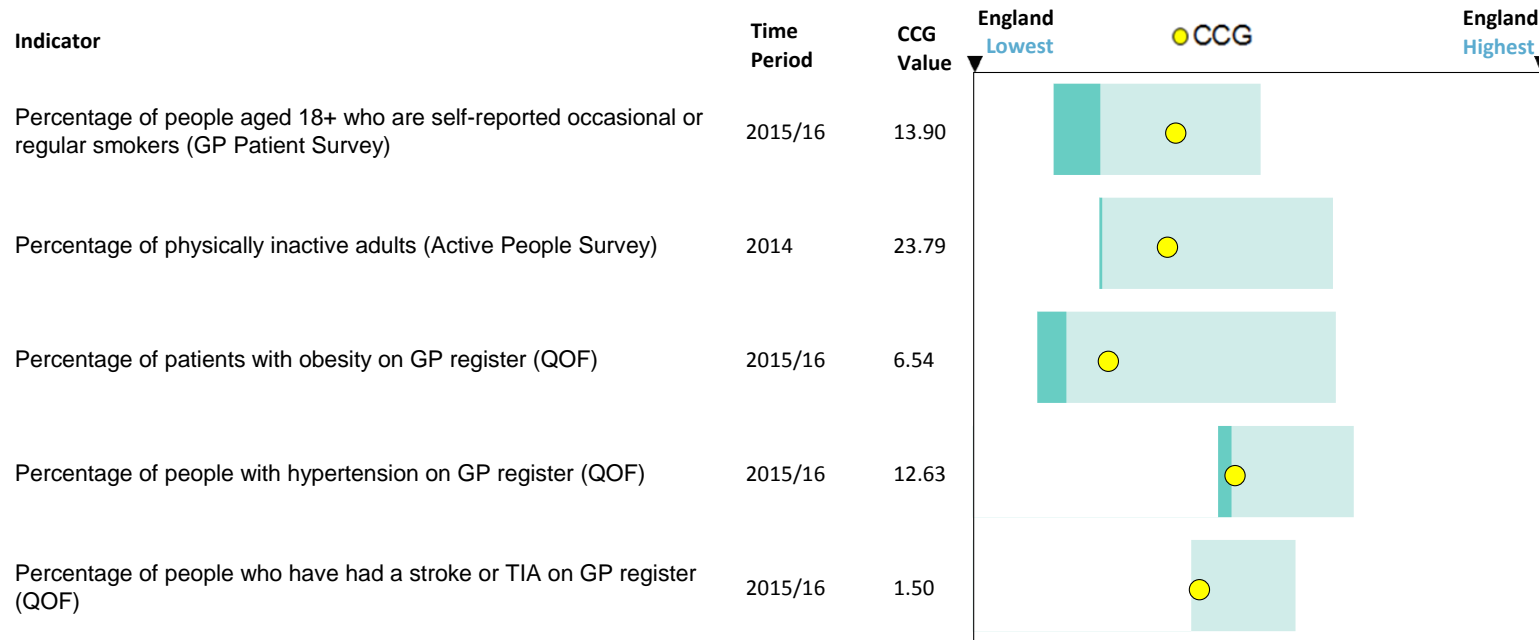 Indicator
Time
Period
CCG
Value
England
Lowest
CCG
England
Highest
Percentage of people aged 18+ who are self-reported occasional or
regular smokers (GP Patient Survey)
2015/16
13.90
Percentage of physically inactive adults (Active People Survey)
2014
23.79
Percentage of patients with obesity on GP register (QOF)
2015/16
6.54
Percentage of people with hypertension on GP register (QOF)
2015/16
12.63
Percentage of people who have had a stroke or TIA on GP register
(QOF)
2015/16
1.50